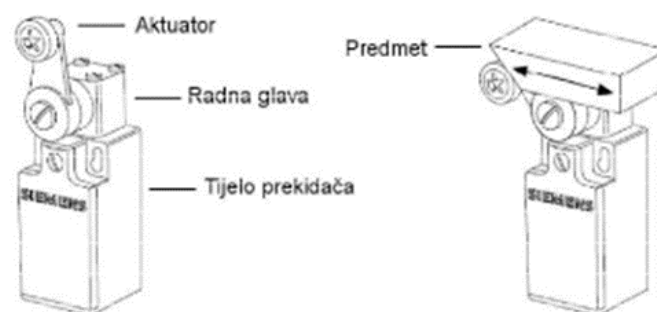 Aktuator
Radna glava
Tijelo prekidača
SIEMENS
Predmet
SIEMENS